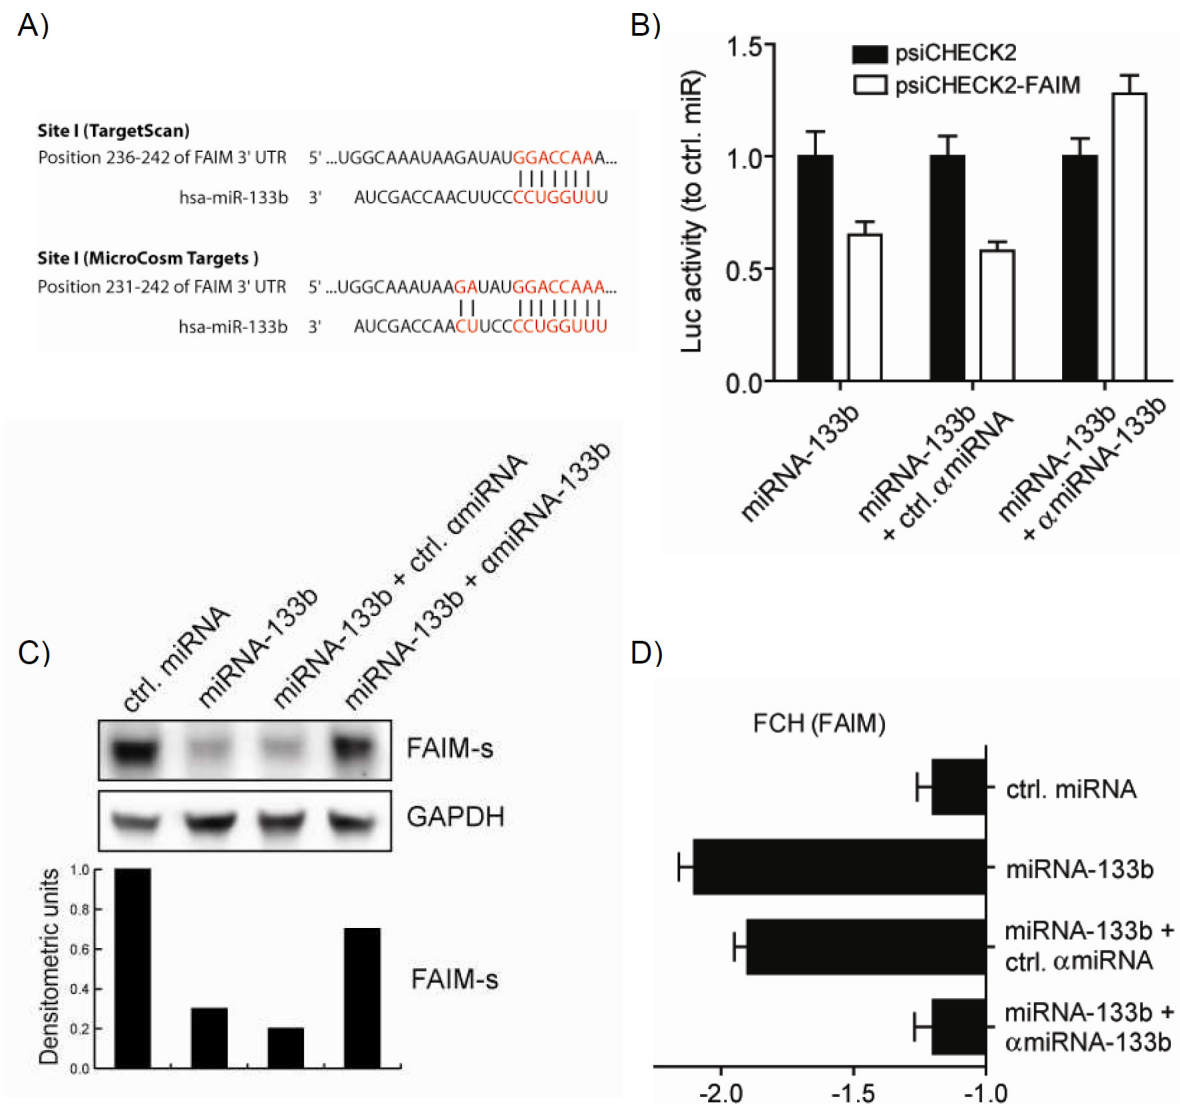 A)
Site I (TargetScan)
Position 236-242 of FAIM 3' UTR 5' ...UGGCAAAUAAGAUAUGGACCAAA...
hsa-miR-133b 3' AUCGACCAACUUCCCCUGGUUU
Site I (MicroCosm Targets )
Position 231-242 of FAIM 3' UTR 5' ...UGGCAAAUAAGAUAUGGACCAAA...
hsa-miR-133b 3' AUCGACCAACUUCCCCUGGUUU
B)
psiCHECK2
psiCHECK2-FAIM
Luc activity (to ctrl. miR)
1.5
1.0
0.5
0.0
miRNA-133b
miRNA-133b
+ ctrl. αmiRNA
miRNA-133b
+ αmiRNA-133b
C)
ctrl. miRNA
miRNA-133b
miRNA-133b + ctrl. αmiRNA
miRNA-133b + αmiRNA-133b
FAIM-s
GAPDH
Densitometric units
1.0
0.8
0.6
0.4
0.2
0.0
FAIM-s
D)
FCH (FAIM)
ctrl. miRNA
miRNA-133b
miRNA-133b +
ctrl. αmiRNA
miRNA-133b +
αmiRNA-133b
-2.0
-1.5
-1.0